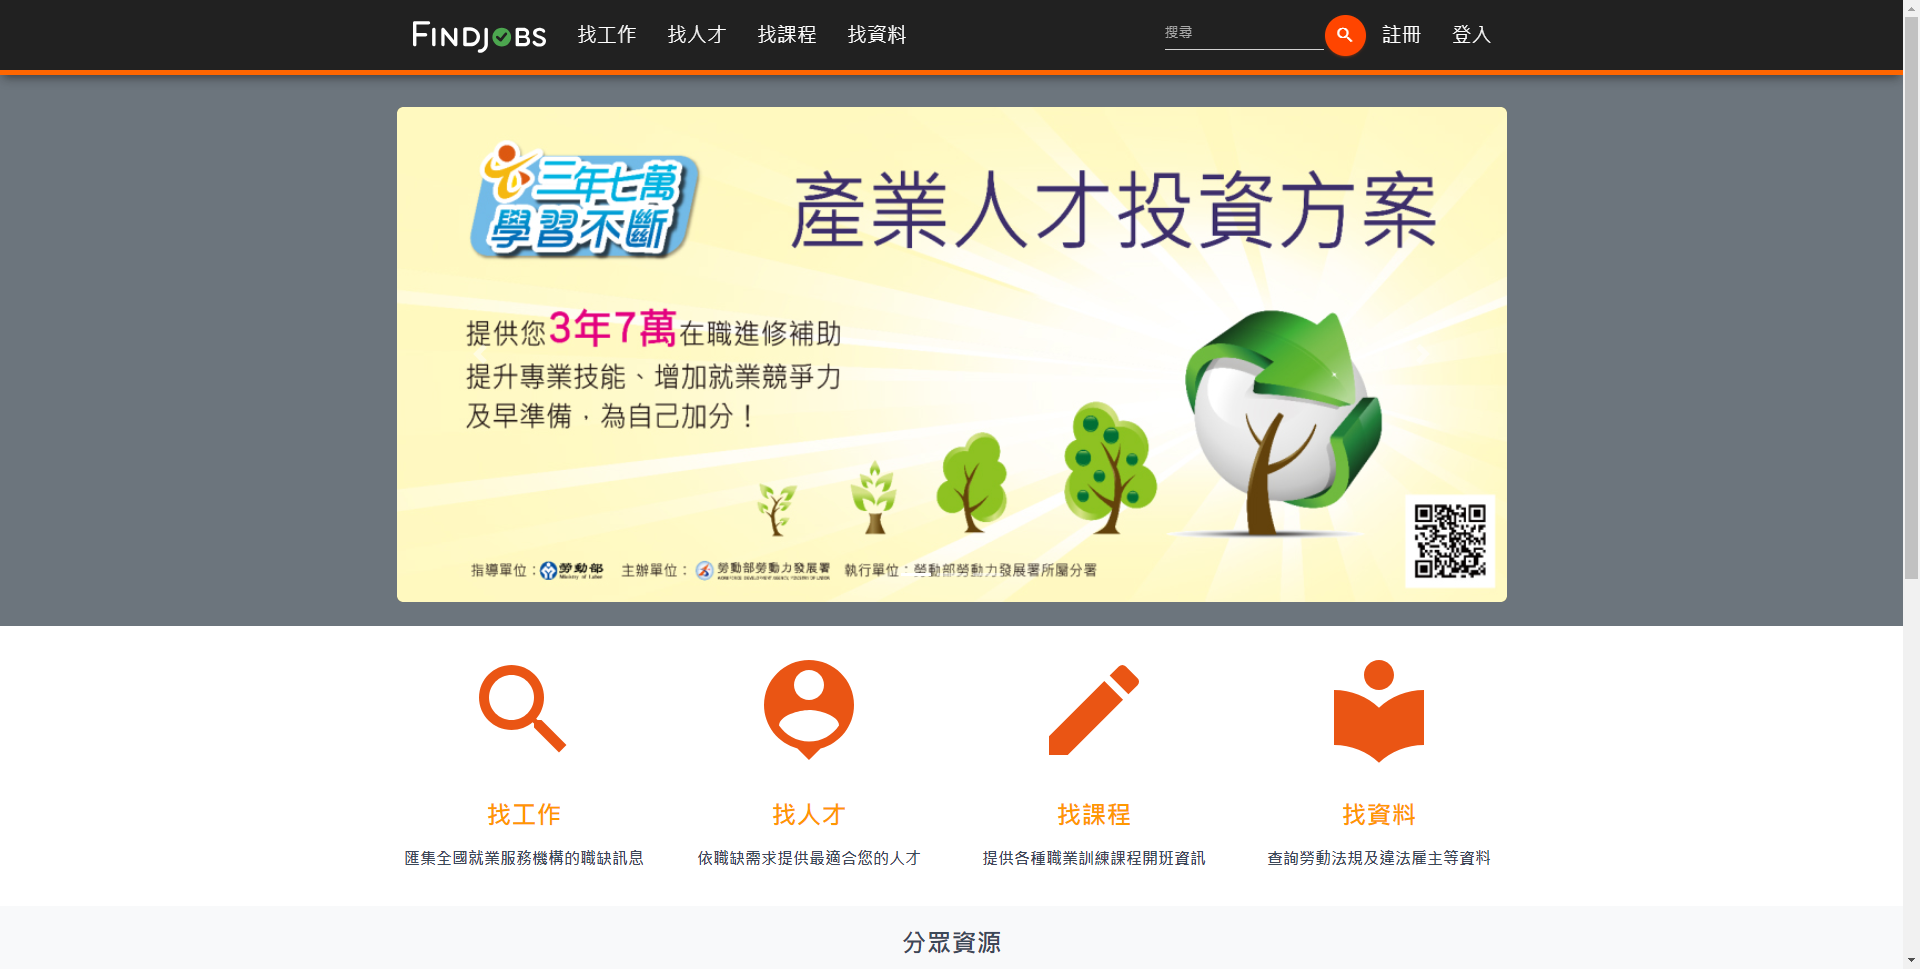 FINDJOBS 找工作 找人才 找課程 找資料 搜尋 註冊 登入
三年七萬
學習不斷
產業人才投資方案
提供您3年7萬在職進修補助
提升專業技能、增加就業競爭力
及早準備，為自己加分！
指導單位：勞動部 主辦單位：勞動部勞動力發展署 執行單位：勞動部勞動力發展署所屬分署
Ministry of Labor
找工作 找人才 找課程 找資料
匯集全國就業服務機構的職缺訊息 依職缺需求提供最適合您的人才 提供各種職業訓練課程開班資訊 查詢勞動法規及違法雇主等資料
分眾資源